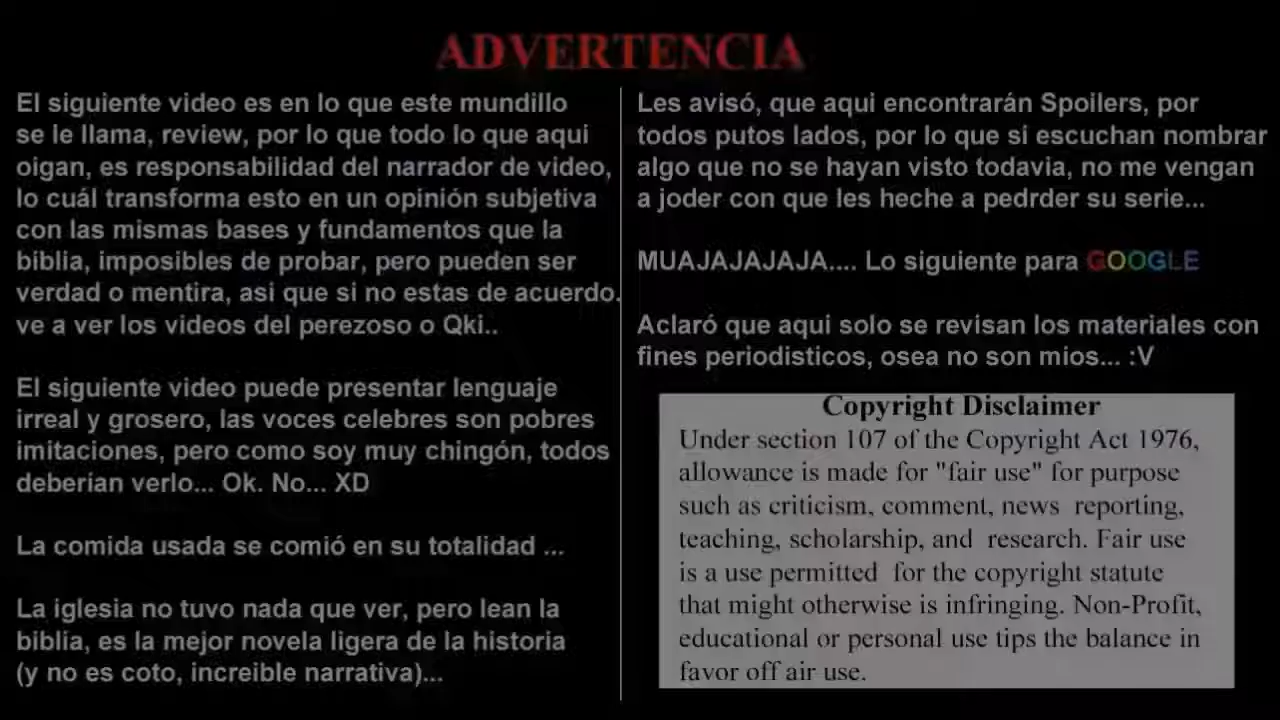 ADVERTENCIA
El siguiente video es en lo que este mundillo
se le llama, review, por lo que todo lo que aqui
oigan, es responsabilidad del narrador de video,
lo cuál transforma esto en un opinión subjetiva
con las mismas bases y fundamentos que la
biblia, imposibles de probar, pero pueden ser
verdad o mentira, asi que si no estas de acuerdo.
ve a ver los videos del perezoso o Qki..
El siguiente video puede presentar lenguaje
irreal y grosero, las voces celebres son pobres
imitaciones, pero como soy muy chingón, todos
deberian verlo... Ok. No... XD
La comida usada se comió en su totalidad ...
La iglesia no tuvo nada que ver, pero lean la
biblia, es la mejor novela ligera de la historia
(y no es coto, increible narrativa)...
Les avisó, que aqui encontrarán Spoilers, por
todos putos lados, por lo que si escuchan nombrar
algo que no se hayan visto todavia, no me vengan
a joder con que les heche a pedrder su serie...
MUAJAJAJAJA.... Lo siguiente para GOOGLE
Aclaró que aqui solo se revisan los materiales con
fines periodisticos, osea no son mios... :V
Copyright Disclaimer
Under section 107 of the Copyright Act 1976,
allowance is made for "fair use" for purpose
such as criticism, comment, news reporting,
teaching, scholarship, and research. Fair use
is a use permitted for the copyright statute
that might otherwise is infringing. Non-Profit,
educational or personal use tips the balance in
favor off air use.